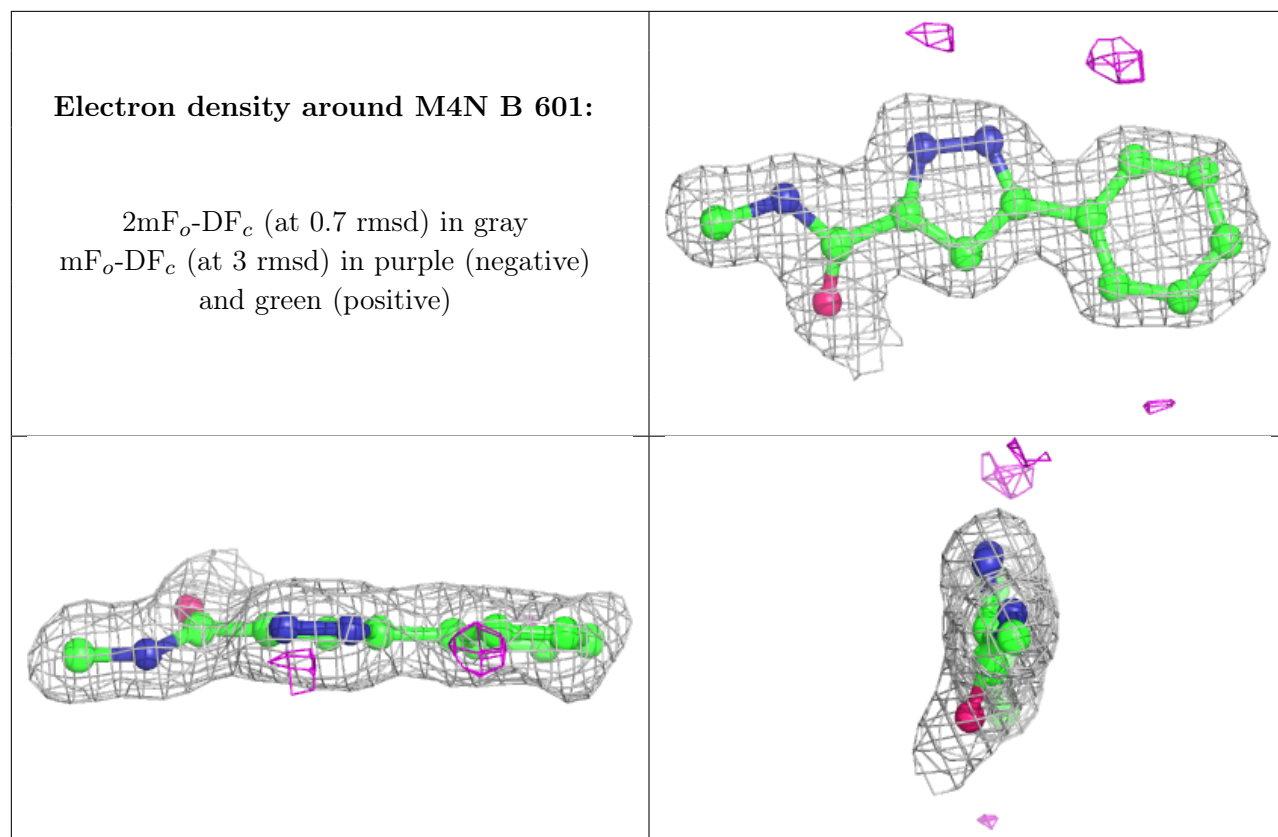 Electron density around M4N B 601:
2mFₒ-DF𝒸 (at 0.7 rmsd) in gray
mFₒ-DF𝒸 (at 3 rmsd) in purple (negative)
and green (positive)